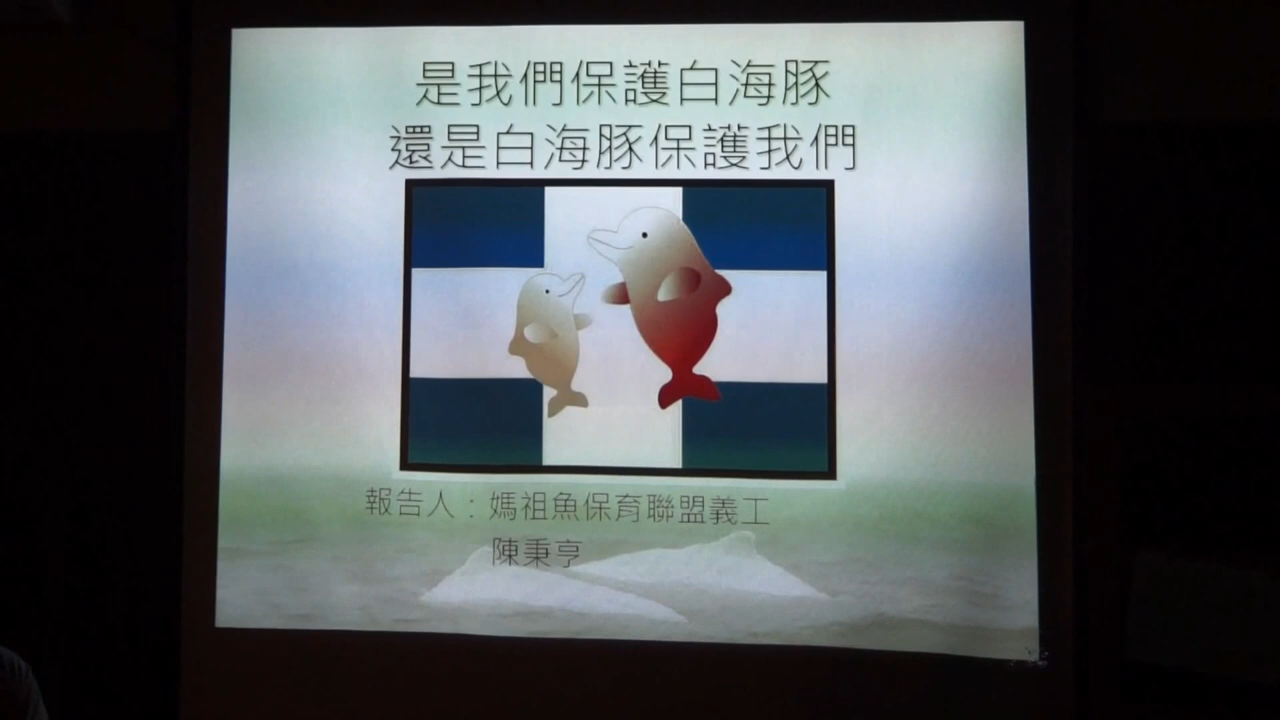 是我們保護白海豚
還是白海豚保護我們
報告人：媽祖魚保育聯盟義工
陳秉亨